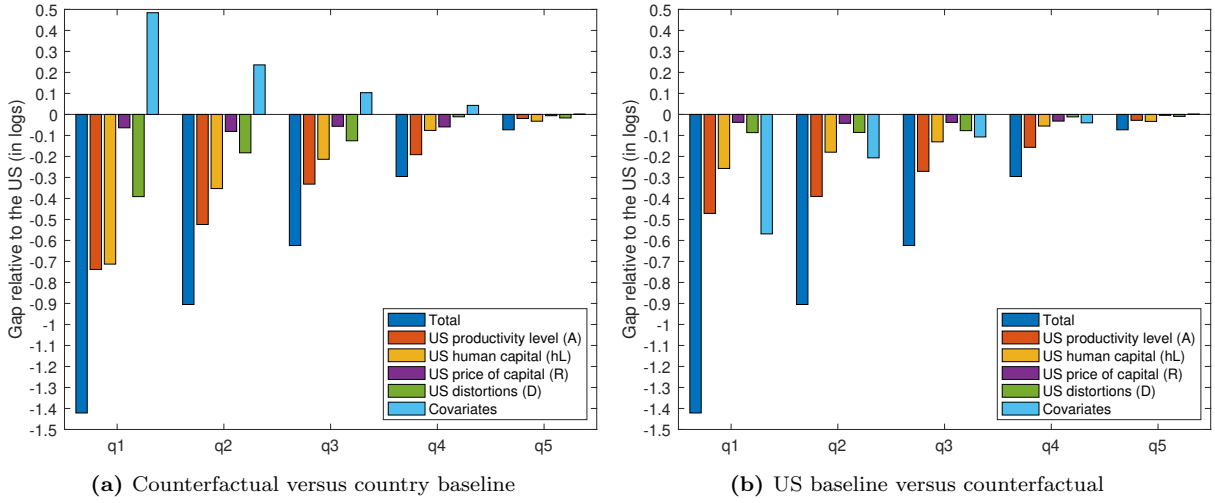 0.5
0.4
0.3
0.2
0.1
0
-0.1
-0.2
-0.3
-0.4
-0.5
-0.6
-0.7
-0.8
-0.9
-1
-1.1
-1.2
-1.3
-1.4
-1.5
Gap relative to the US (in logs)
Total
US productivity level (A)
US human capital (hL)
US price of capital (R)
US distortions (D)
Covariates
q1 q2 q3 q4 q5
(a) Counterfactual versus country baseline
0.5
0.4
0.3
0.2
0.1
0
-0.1
-0.2
-0.3
-0.4
-0.5
-0.6
-0.7
-0.8
-0.9
-1
-1.1
-1.2
-1.3
-1.4
-1.5
Gap relative to the US (in logs)
Total
US productivity level (A)
US human capital (hL)
US price of capital (R)
US distortions (D)
Covariates
q1 q2 q3 q4 q5
(b) US baseline versus counterfactual